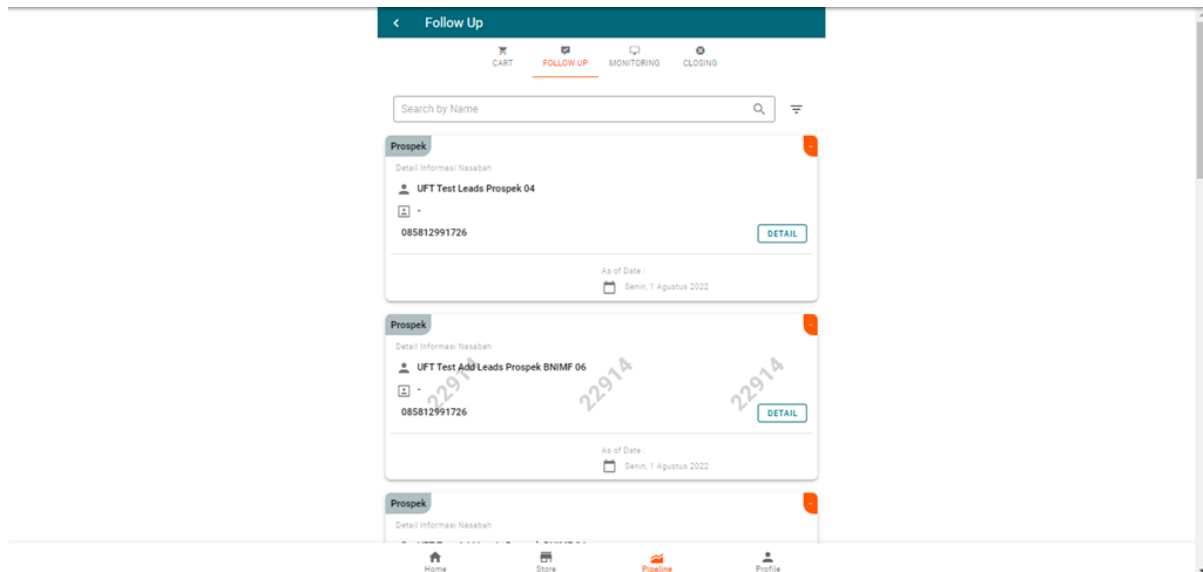 Follow Up
CART FOLLOW UP MONITORING CLOSING
Search by Name
Prospek -
Detail Informasi Nasabah
UFT Test Leads Prospek 04
-
085812991726
DETAIL
As of Date :
Senin, 1 Agustus 2022
Prospek -
Detail Informasi Nasabah
UFT Test Add Leads Prospek BNIMF 06
-
22914 22914 22914
085812991726
DETAIL
As of Date :
Senin, 1 Agustus 2022
Prospek -
Detail Informasi Nasabah
Home Store Pipeline Profile